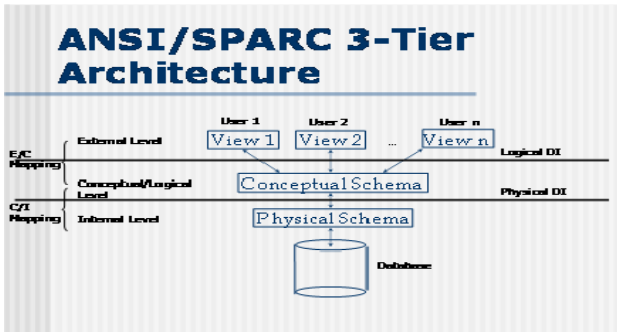 ANSI/SPARC 3-Tier
Architecture
User 1 User 2 User n
External Level View 1 View 2 ... View n
E/C Mapping Logical DI
Conceptual/Logical Level Conceptual Schema
Physical DI
C/I Mapping Internal Level Physical Schema
Database